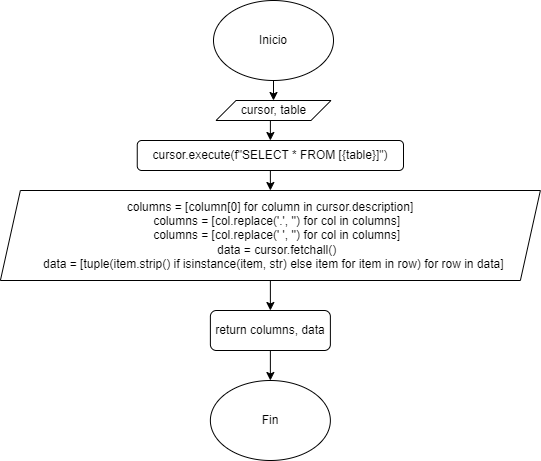 Inicio
cursor, table
cursor.execute(f"SELECT * FROM [{table}]")
columns = [column[0] for column in cursor.description]
columns = [col.replace('.', '') for col in columns]
columns = [col.replace(' ', '') for col in columns]
data = cursor.fetchall()
data = [tuple(item.strip() if isinstance(item, str) else item for item in row) for row in data]
return columns, data
Fin